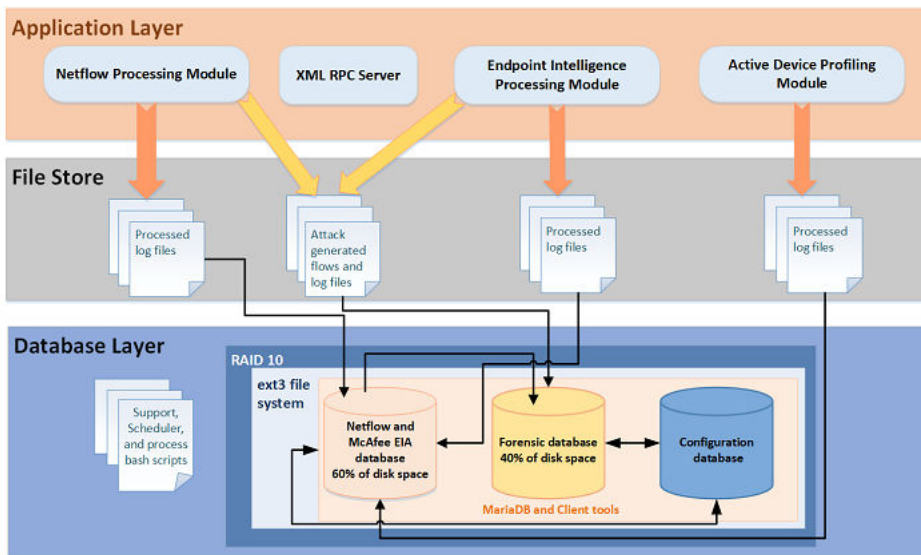 Application Layer
Netflow Processing Module
XML RPC Server
Endpoint Intelligence
Processing Module
Active Device Profiling
Module
File Store
Processed
log files
Attack
generated
flows and
log files
Processed
log files
Processed
log files
Database Layer
RAID 10
ext3 file
system
Support,
Scheduler,
and process
bash scripts
Netflow and
McAfee EIA
database
60% of disk space
Forensic database
40% of disk space
Configuration
database
MariaDB and Client tools